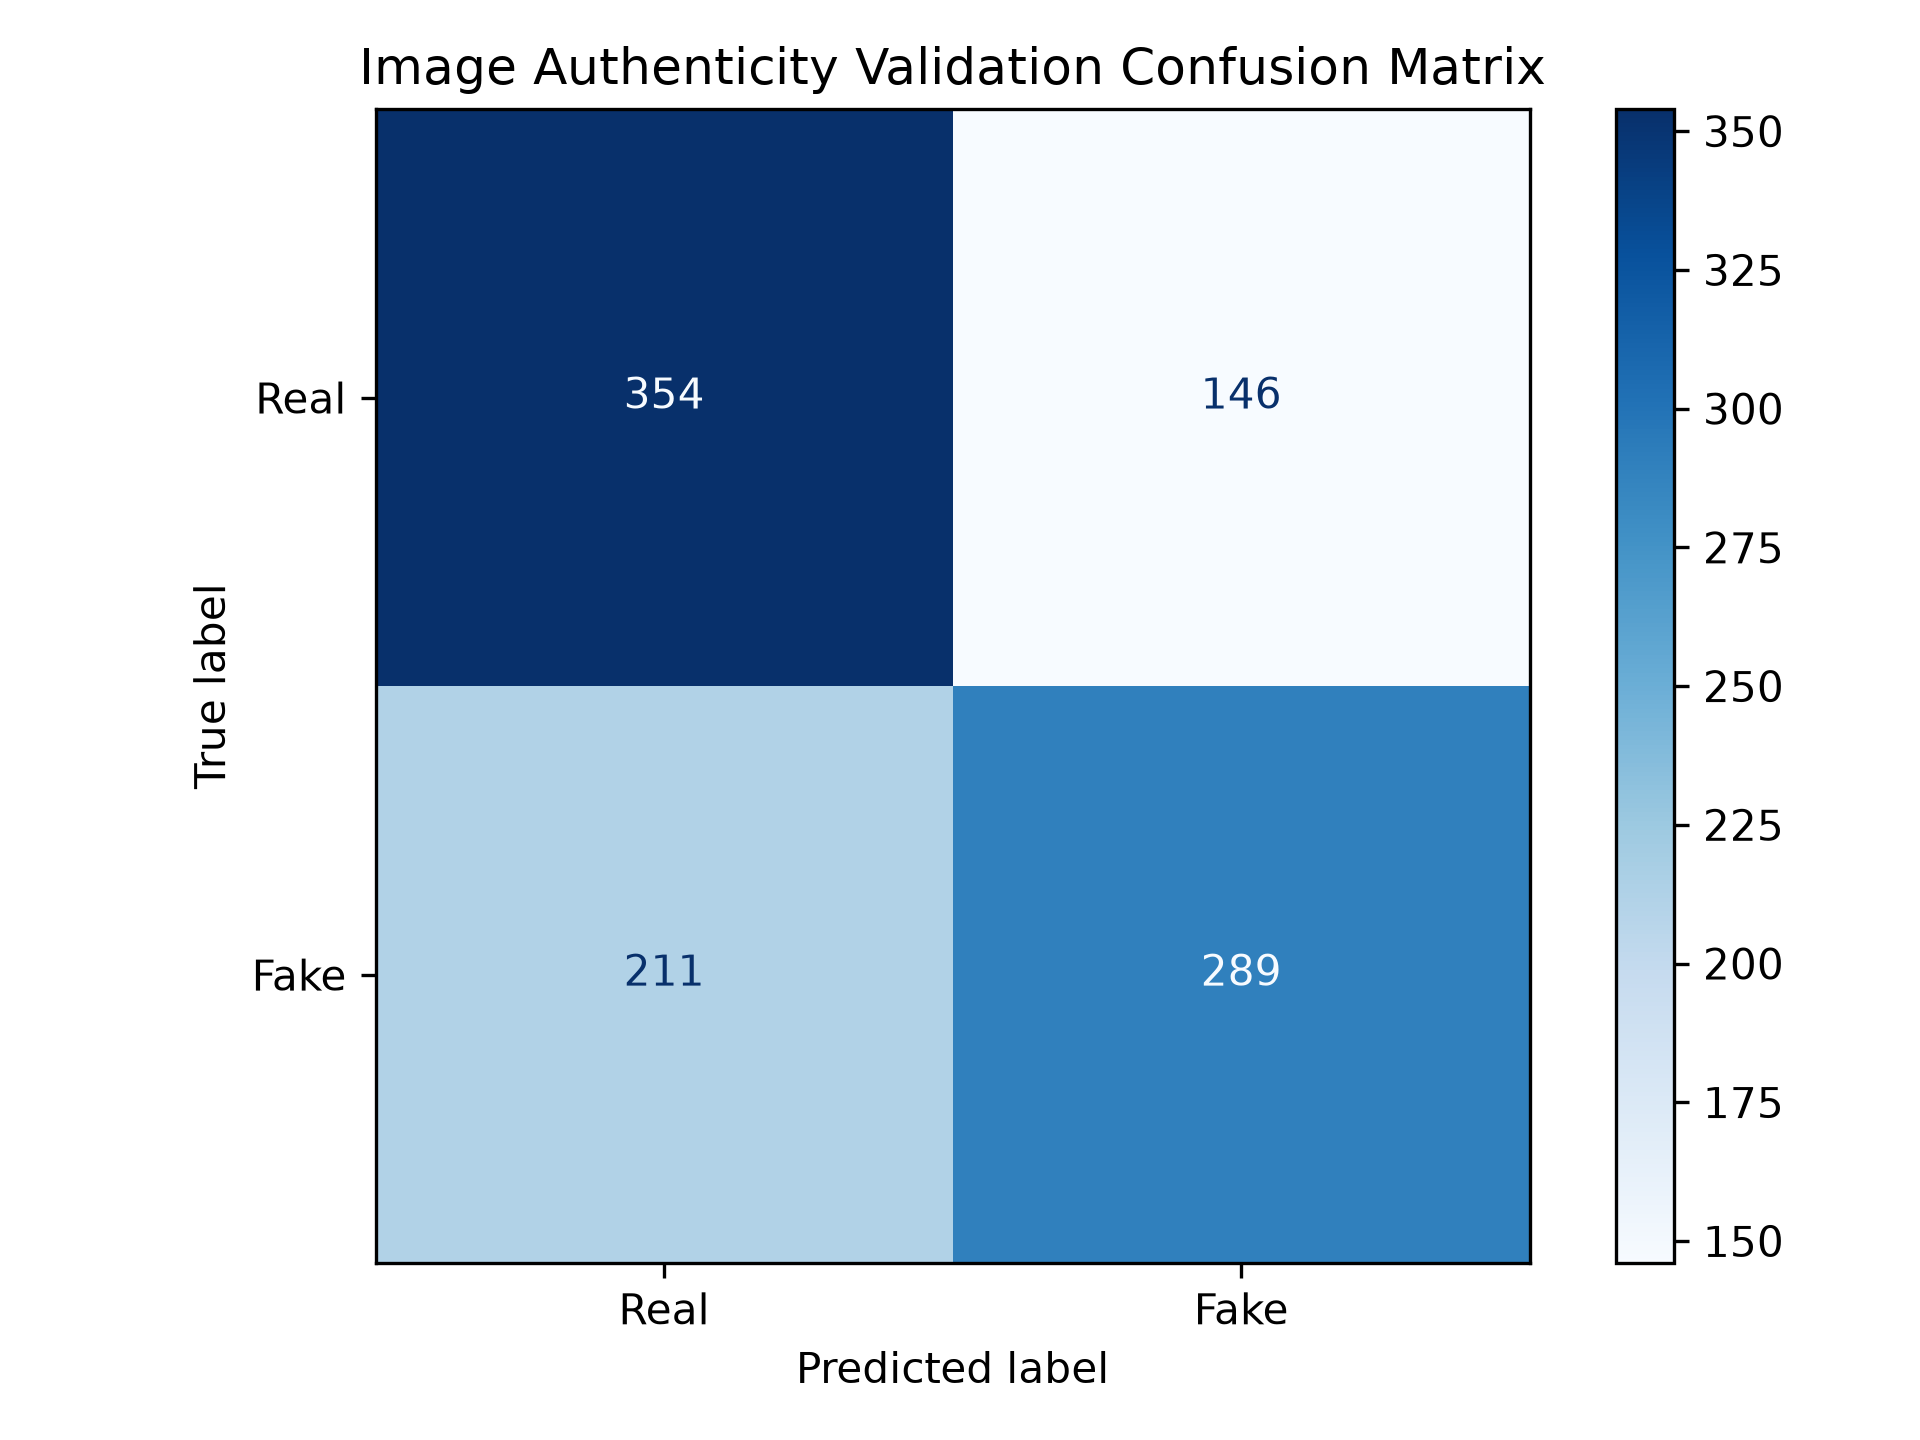 Image Authenticity Validation Confusion Matrix
True label
Real
354
146
Fake
211
289
Real
Fake
Predicted label
350
325
300
275
250
225
200
175
150